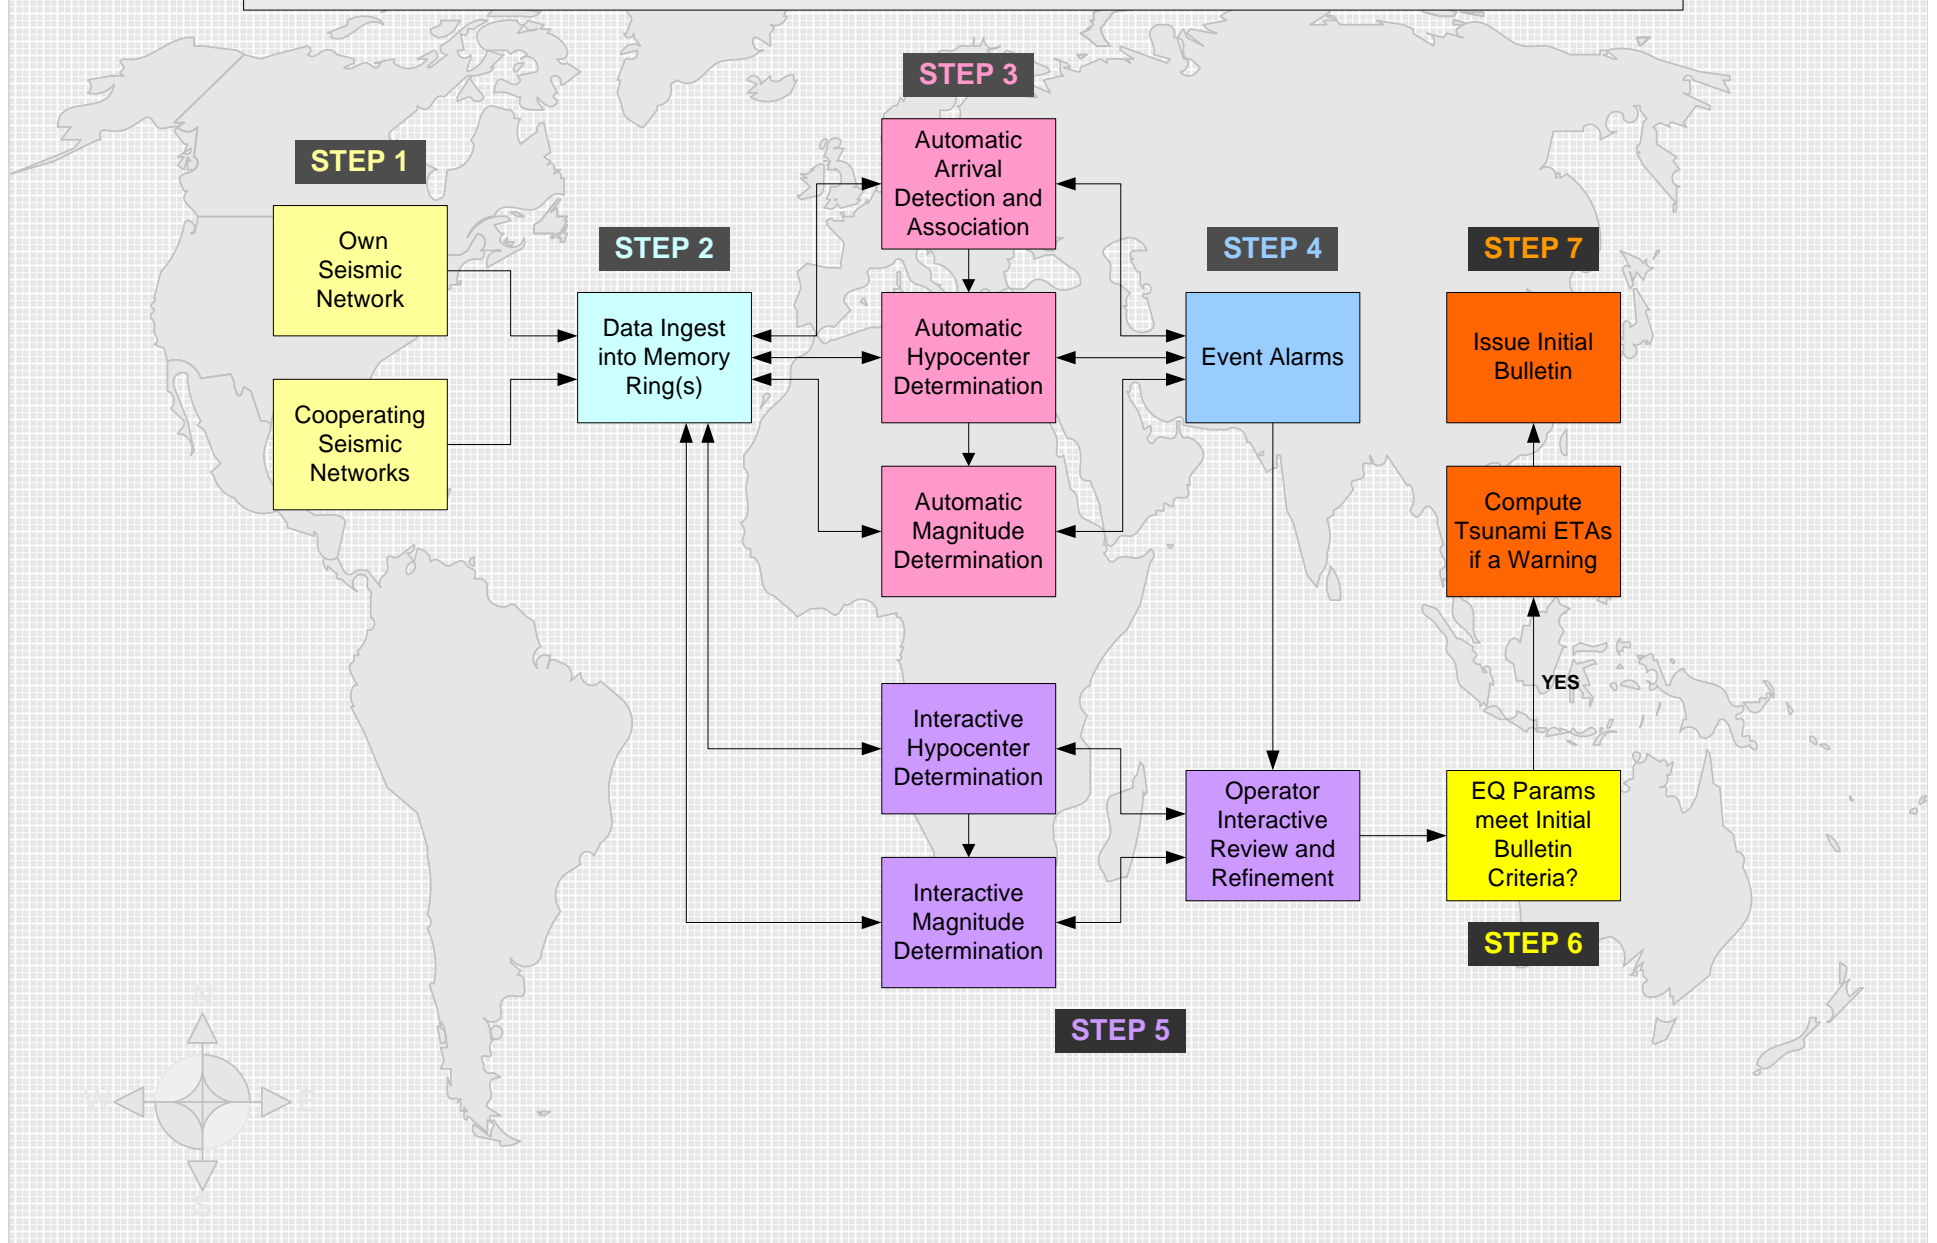 STEP 1
Own
Seismic
Network
Cooperating
Seismic
Networks
STEP 2
Data Ingest
into Memory
Ring(s)
STEP 3
Automatic
Arrival
Detection and
Association
Automatic
Hypocenter
Determination
Automatic
Magnitude
Determination
STEP 4
Event Alarms
Interactive
Hypocenter
Determination
Interactive
Magnitude
Determination
STEP 5
Operator
Interactive
Review and
Refinement
EQ Params
meet Initial
Bulletin
Criteria?
STEP 6
YES
STEP 7
Issue Initial
Bulletin
Compute
Tsunami ETAs
if a Warning
N
W
E
S